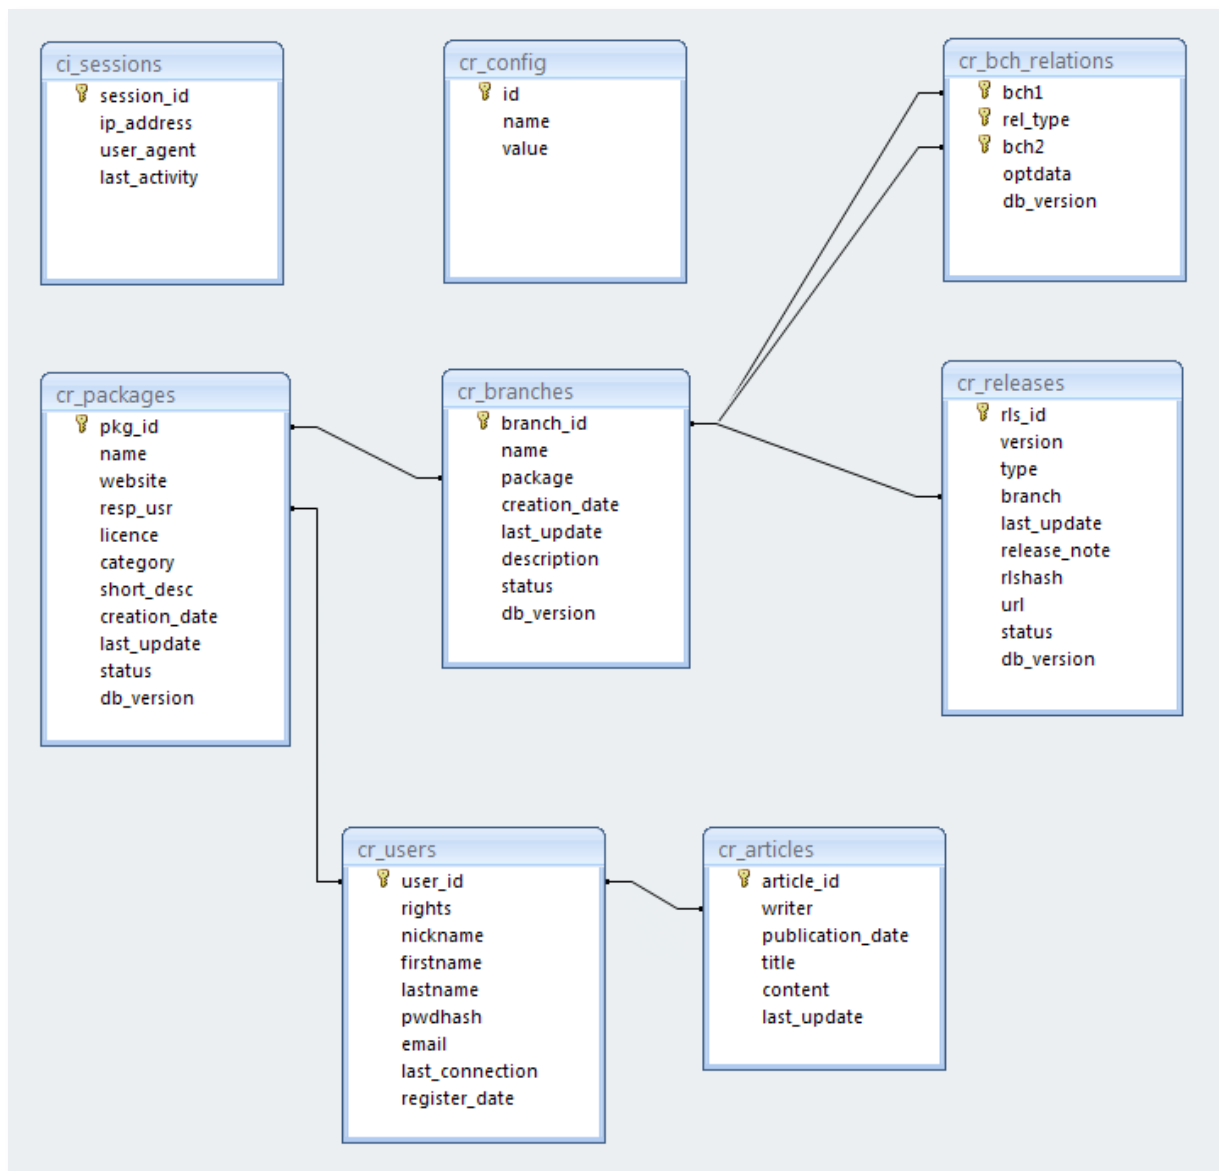 ci_sessions
session_id
ip_address
user_agent
last_activity
cr_config
id
name
value
cr_bch_relations
bch1
rel_type
bch2
optdata
db_version
cr_packages
pkg_id
name
website
resp_usr
licence
category
short_desc
creation_date
last_update
status
db_version
cr_branches
branch_id
name
package
creation_date
last_update
description
status
db_version
cr_releases
rls_id
version
type
branch
last_update
release_note
rlshash
url
status
db_version
cr_users
user_id
rights
nickname
firstname
lastname
pwdhash
email
last_connection
register_date
cr_articles
article_id
writer
publication_date
title
content
last_update